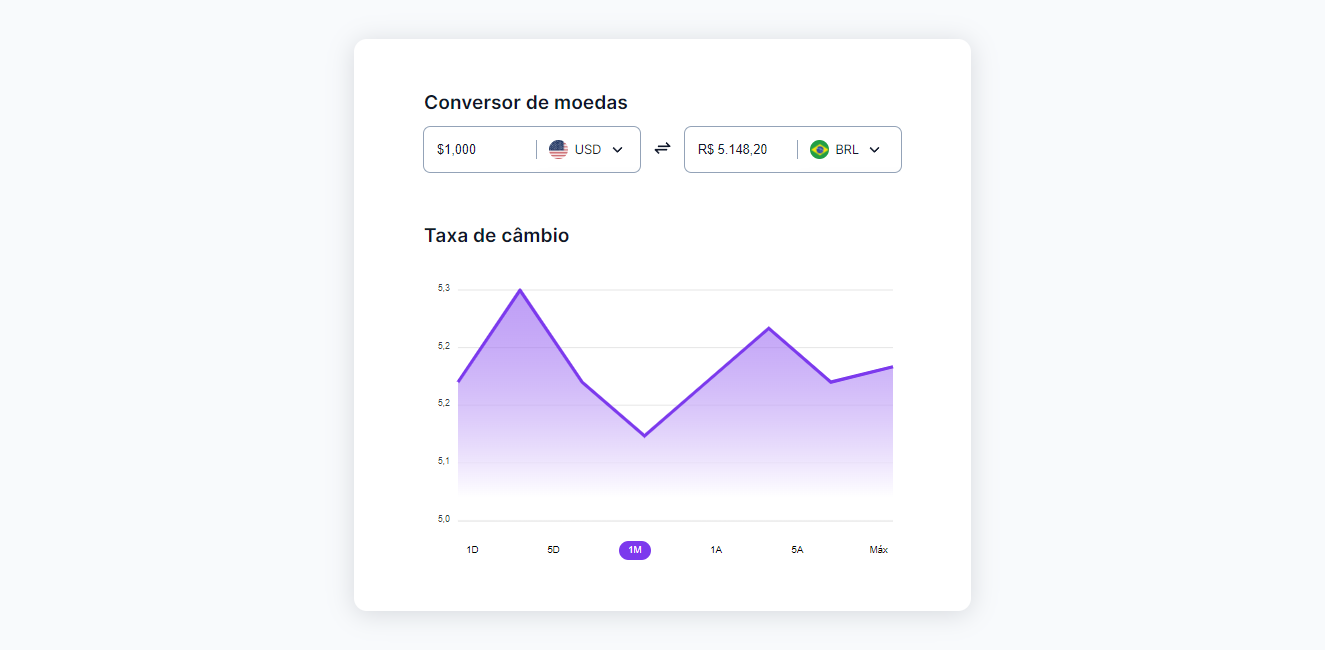 Conversor de moedas
$1,000 USD R$ 5.148,20 BRL
Taxa de câmbio
5,3
5,2
5,2
5,1
5,0
1D 5D 1M 1A 5A Máx